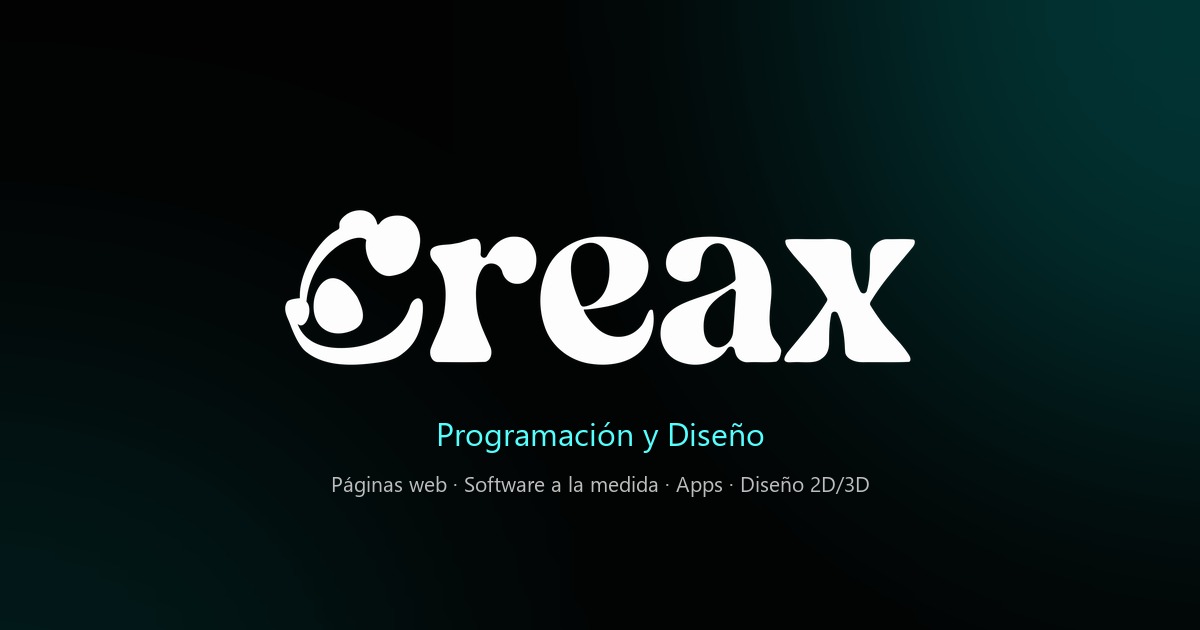 Creax
Programación y Diseño
Páginas web · Software a la medida · Apps · Diseño 2D/3D